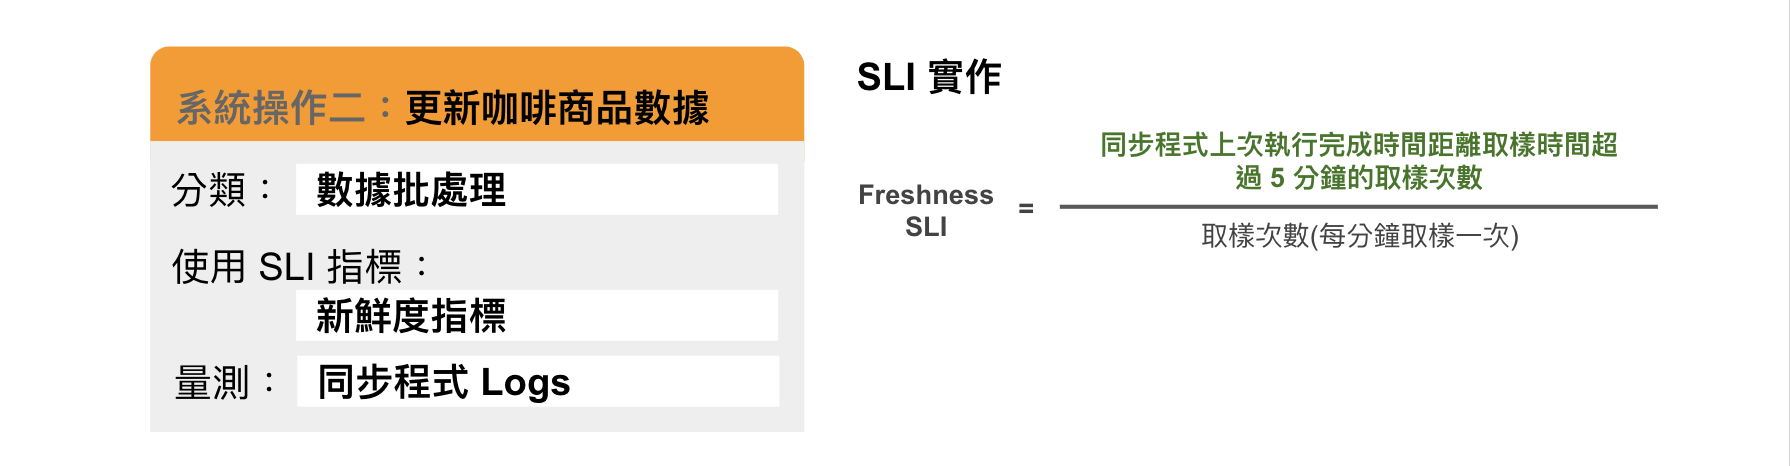 系統操作二：更新咖啡商品數據
分類： 數據批處理
使用 SLI 指標：
新鮮度指標
量測： 同步程式 Logs
SLI 實作
Freshness SLI =
同步程式上次執行完成時間距離取樣時間超
過 5 分鐘的取樣次數
取樣次數(每分鐘取樣一次)